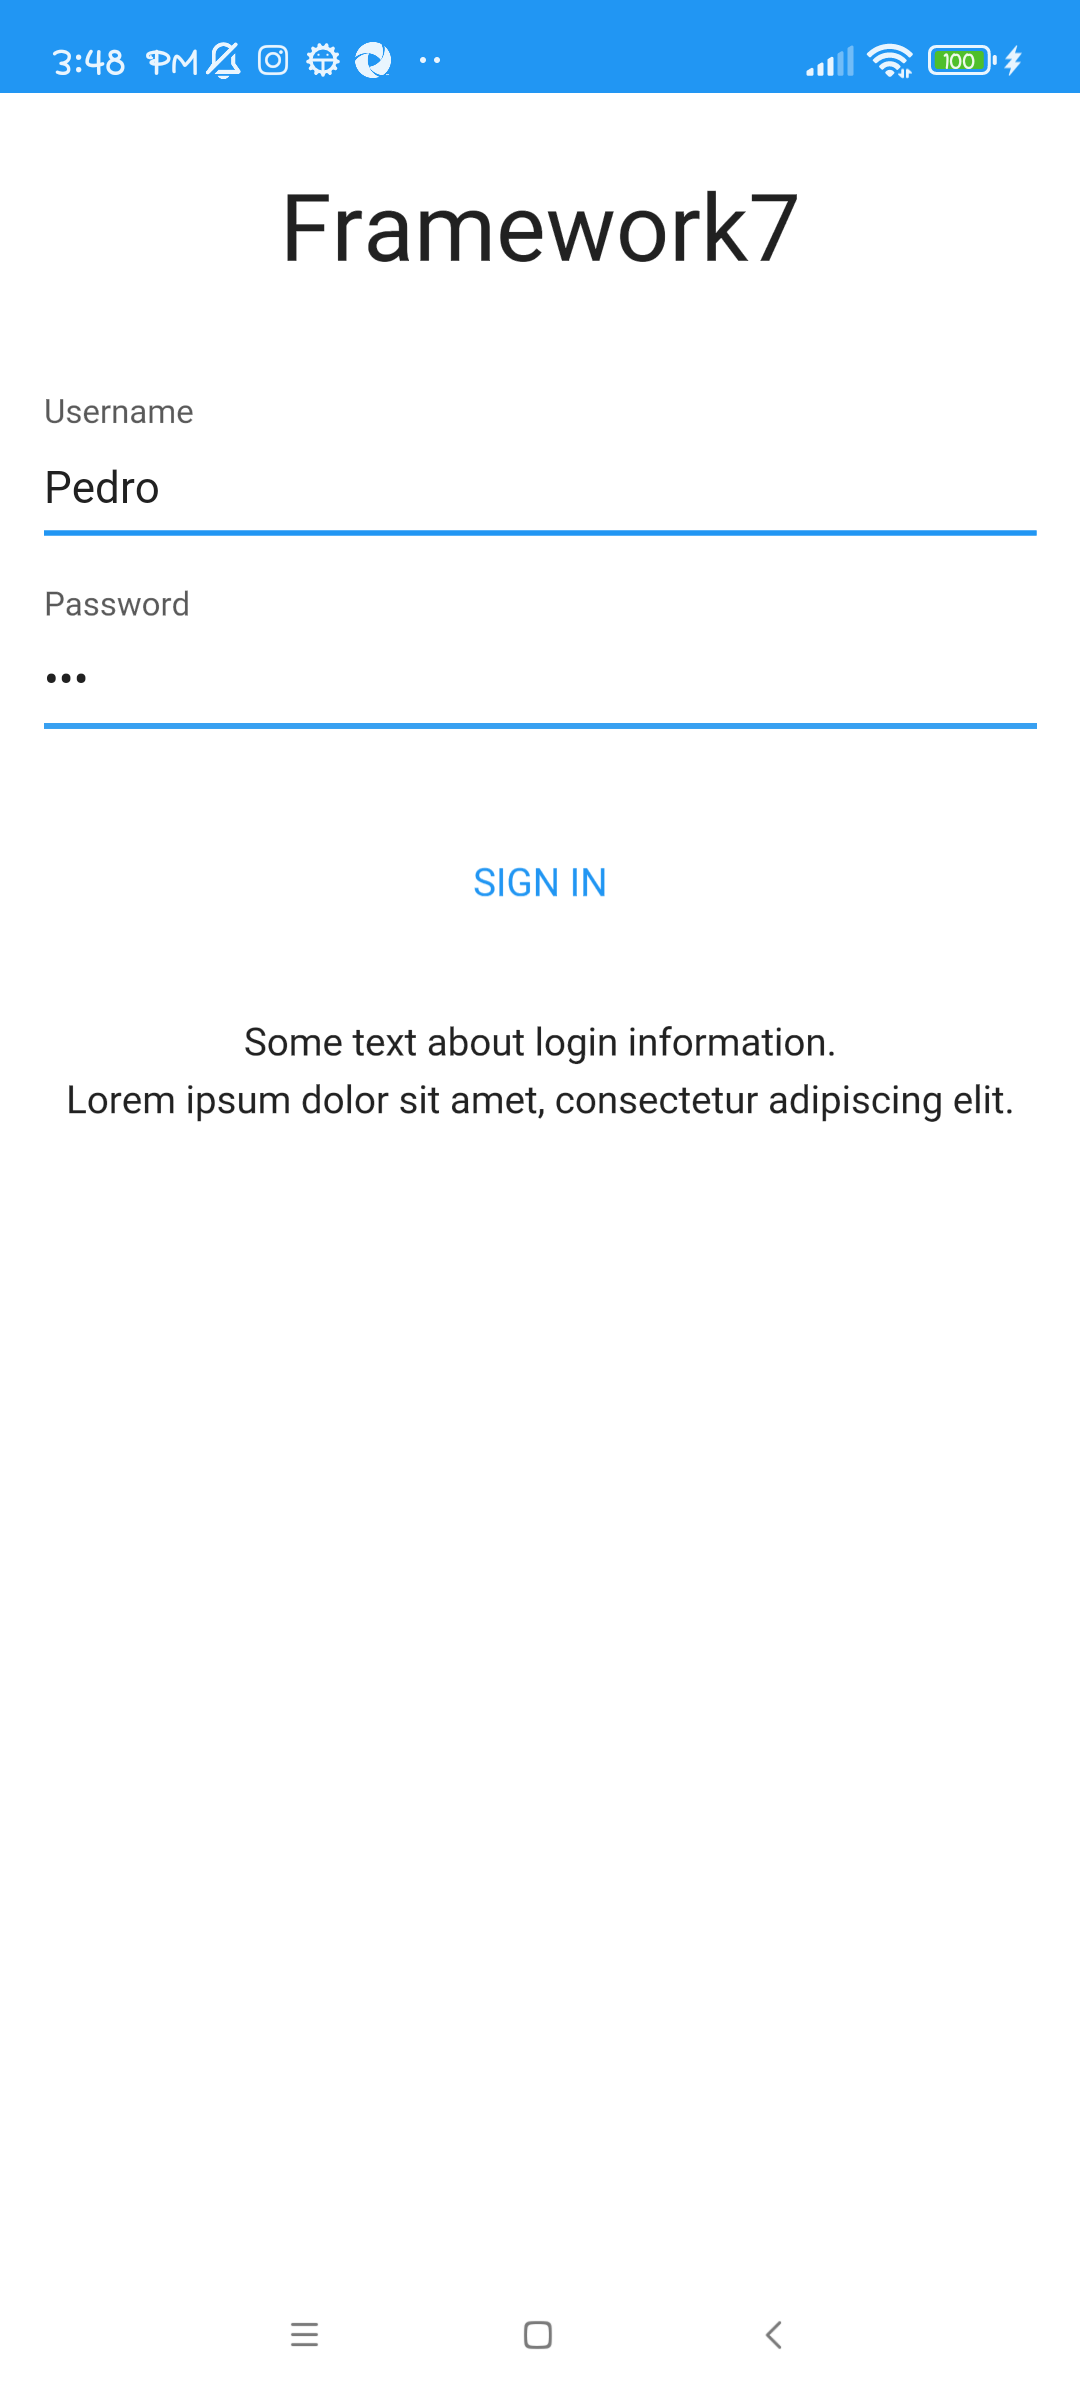 3:48 PM
100
Framework7
Username
Pedro
Password
•••
SIGN IN
Some text about login information.
Lorem ipsum dolor sit amet, consectetur adipiscing elit.